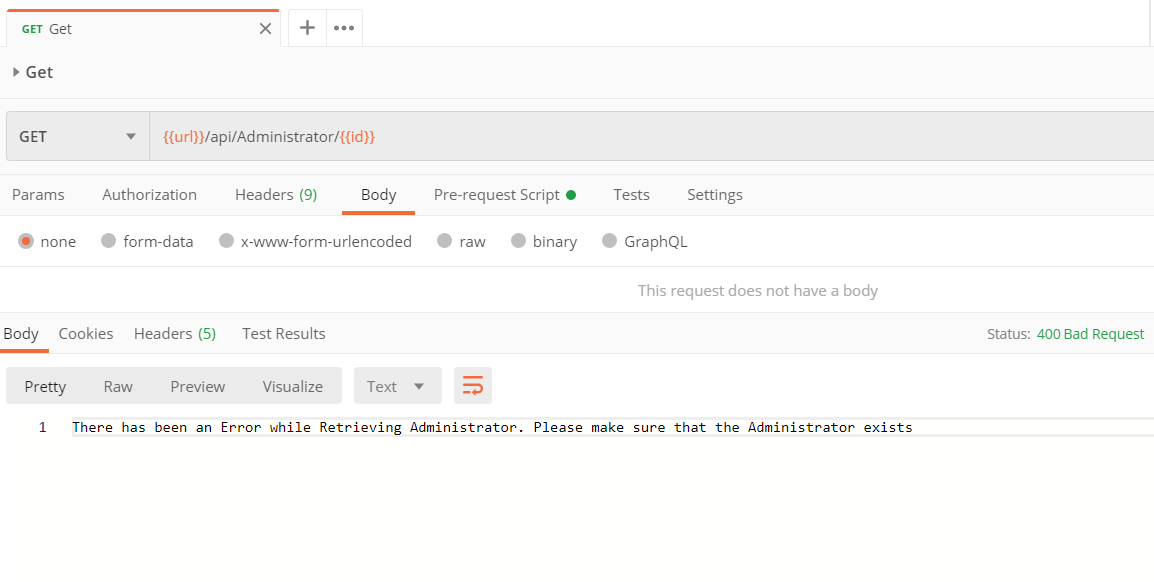 GET Get
Get
GET {{url}}/api/Administrator/{{id}}
Params Authorization Headers (9) Body Pre-request Script Tests Settings
none form-data x-www-form-urlencoded raw binary GraphQL
This request does not have a body
Body Cookies Headers (5) Test Results Status: 400 Bad Request
Pretty Raw Preview Visualize Text
1 There has been an Error while Retrieving Administrator. Please make sure that the Administrator exists